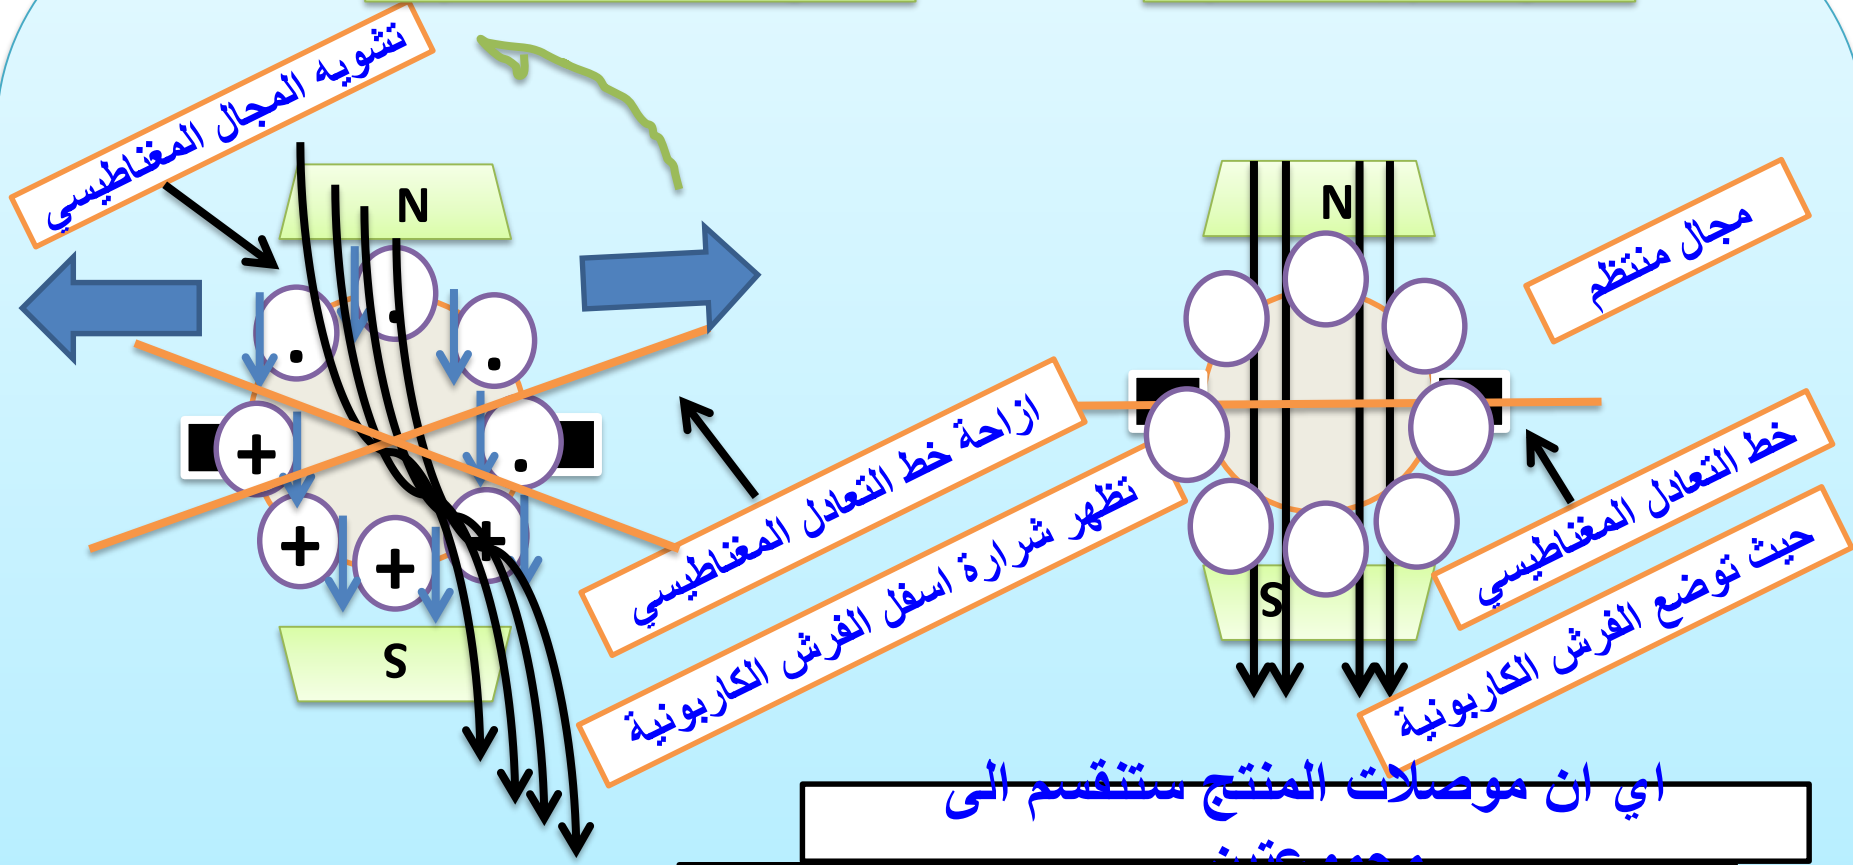 تشويه المجال المغناطيسي
N
.
.
.
.
+
+
+
+
S
ازاحة خط التعادل المغناطيسي
تظهر شرارة اسفل الفرش الكاربونية
N
S
مجال منتظم
خط التعادل المغناطيسي
حيث توضع الفرش الكاربونية
اي ان موصلات المنتج ستنقسم الى